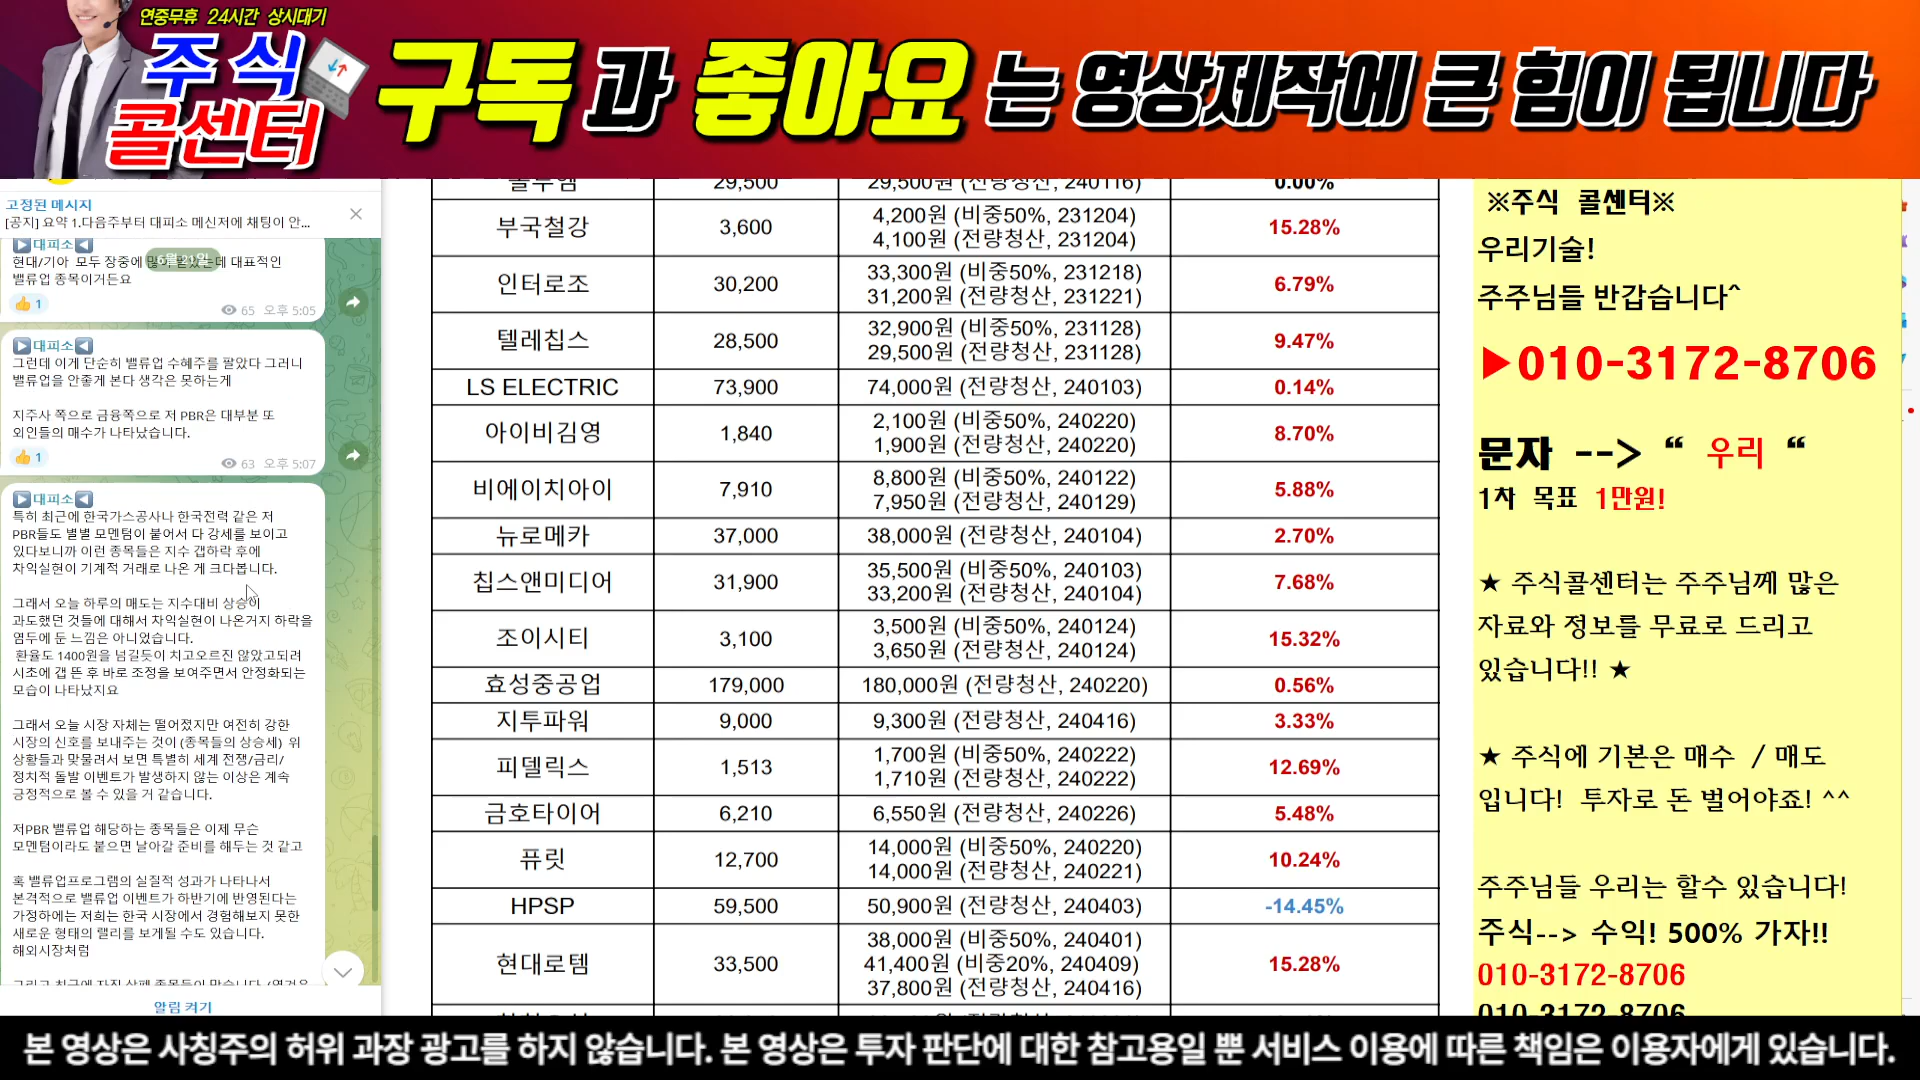 연중무휴 24시간 상시대기
주식
콜센터
구독과 좋아요는 영상제작에 큰 힘이 됩니다
고정된 메시지
[공지] 요약 1.다음주부터 대피소 메신저에 채팅이 안...
6월 21일
▶대피소◀
현대/기아 모두 장중에
대표적인
밸류업 종목이거든요
👍 1
65 오후 5:05
▶대피소◀
그런데 이게 단순히 밸류업 수혜주를 팔았다 그러니
밸류업을 안좋게 본다 생각은 못하는게
지주사 쪽으로 금융쪽으로 저 PBR은 대부분 또
외인들의 매수가 나타났습니다.
👍 1
63 오후 5:07
▶대피소◀
특히 최근에 한국가스공사나 한국전력 같은 저
PBR들도 별별 모멘텀이 붙어서 다 강세를 보이고
있다보니까 이런 종목들은 지수 갭하락 후에
차익실현이 기계적 거래로 나온 게 크다봅니다.
그래서 오늘 하루의 매도는 지수대비 상승이
과도했던 것들에 대해서 차익실현이 나온거지 하락을
염두에 둔 느낌은 아니었습니다.
환율도 1400원을 넘길듯이 치고오르진 않았고되려
시초에 갭 뜬 후 바로 조정을 보여주면서 안정화되는
모습이 나타났지요
그래서 오늘 시장 자체는 떨어졌지만 여전히 강한
시장의 신호를 보내주는 것이 (종목들의 상승세) 위
상황들과 맞물려서 보면 특별히 세계 전쟁/금리/
정치적 돌발 이벤트가 발생하지 않는 이상은 계속
긍정적으로 볼 수 있을 거 같습니다.
저PBR 밸류업 해당하는 종목들은 이제 무슨
모멘텀이라도 붙으면 날아갈 준비를 해두는 것 같고
혹 밸류업프로그램의 실질적 성과가 나타나서
본격적으로 밸류업 이벤트가 하반기에 반영된다는
가정하에는 저희는 한국 시장에서 경험해보지 못한
새로운 형태의 랠리를 보게될 수도 있습니다.
해외시장처럼
알림 켜기
29,500 29,500원 (전량청산, 240116) 0.00%
부국철강 3,600 4,200원 (비중50%, 231204) 15.28%
4,100원 (전량청산, 231204)
인터로조 30,200 33,300원 (비중50%, 231218) 6.79%
31,200원 (전량청산, 231221)
텔레칩스 28,500 32,900원 (비중50%, 231128) 9.47%
29,500원 (전량청산, 231128)
LS ELECTRIC 73,900 74,000원 (전량청산, 240103) 0.14%
아이비김영 1,840 2,100원 (비중50%, 240220) 8.70%
1,900원 (전량청산, 240220)
비에이치아이 7,910 8,800원 (비중50%, 240122) 5.88%
7,950원 (전량청산, 240129)
뉴로메카 37,000 38,000원 (전량청산, 240104) 2.70%
칩스앤미디어 31,900 35,500원 (비중50%, 240103) 7.68%
33,200원 (전량청산, 240104)
조이시티 3,100 3,500원 (비중50%, 240124) 15.32%
3,650원 (전량청산, 240124)
효성중공업 179,000 180,000원 (전량청산, 240220) 0.56%
지투파워 9,000 9,300원 (전량청산, 240416) 3.33%
피델릭스 1,513 1,700원 (비중50%, 240222) 12.69%
1,710원 (전량청산, 240222)
금호타이어 6,210 6,550원 (전량청산, 240226) 5.48%
퓨릿 12,700 14,000원 (비중50%, 240220) 10.24%
14,000원 (전량청산, 240221)
HPSP 59,500 50,900원 (전량청산, 240403) -14.45%
현대로템 33,500 38,000원 (비중50%, 240401) 15.28%
41,400원 (비중20%, 240409)
37,800원 (전량청산, 240416)
※주식 콜센터※
우리기술!
주주님들 반갑습니다^
▶010-3172-8706
문자 --> “ 우리 “
1차 목표 1만원!
★ 주식콜센터는 주주님께 많은
자료와 정보를 무료로 드리고
있습니다!! ★
★ 주식에 기본은 매수 / 매도
입니다! 투자로 돈 벌어야죠! ^^
주주님들 우리는 할수 있습니다!
주식--> 수익! 500% 가자!!
010-3172-8706
010-3172-8706
본 영상은 사칭주의 허위 과장 광고를 하지 않습니다. 본 영상은 투자 판단에 대한 참고용일 뿐 서비스 이용에 따른 책임은 이용자에게 있습니다.